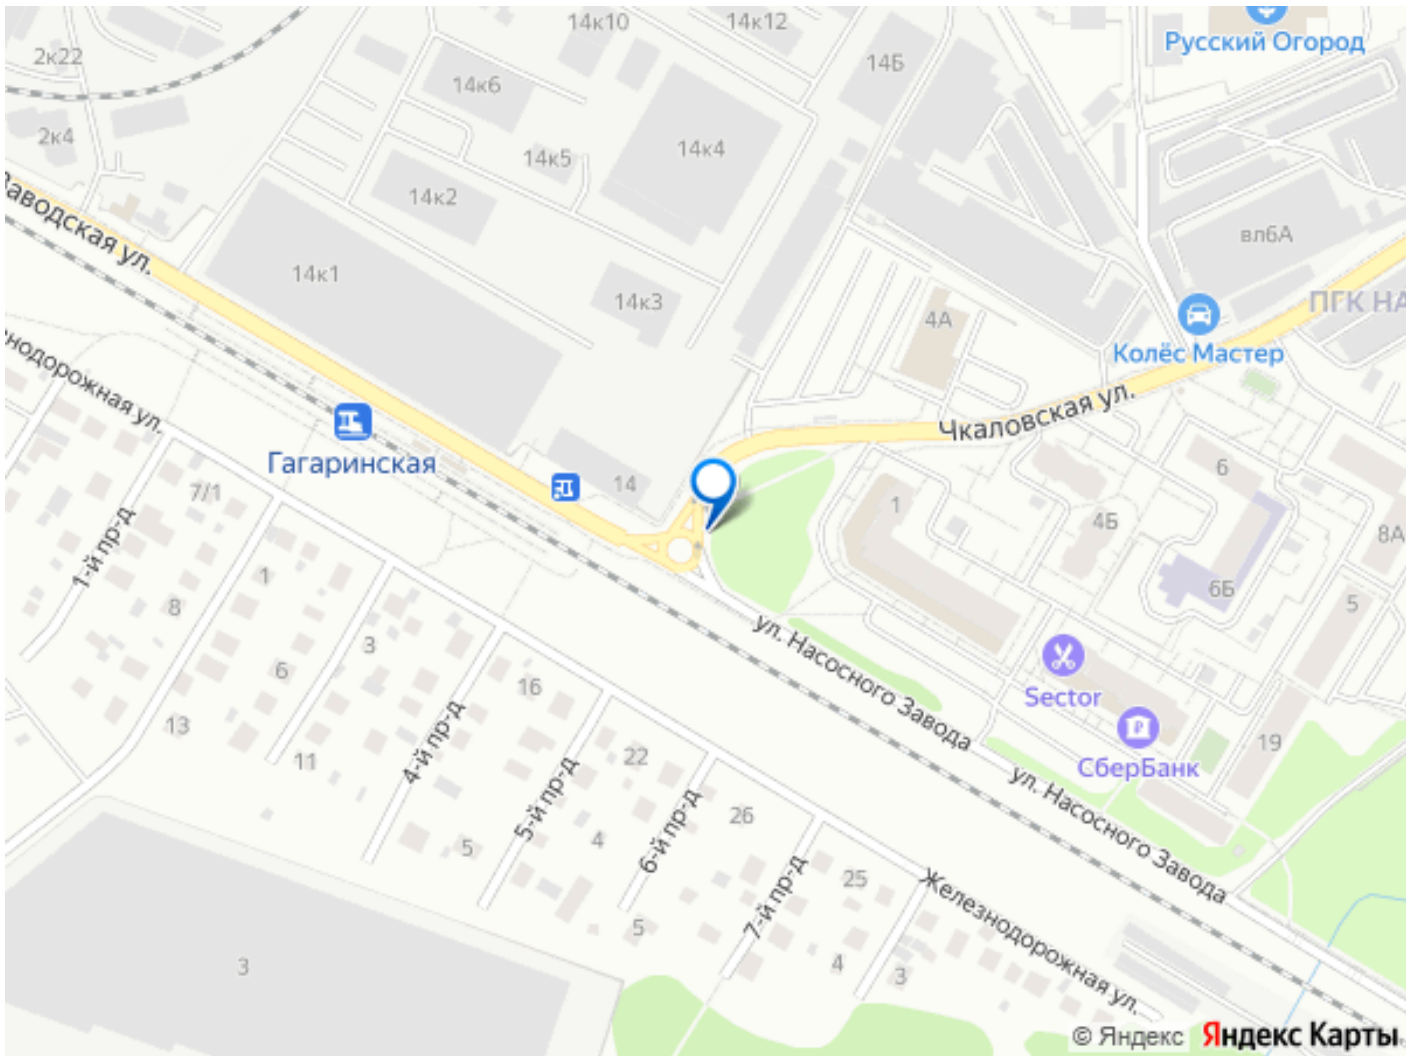 14к10
14к12
Русский Огород
2к22
14Б
14к6
2к4
14к4
14к5
14к2
Заводская ул.
вл6А
14к1
14к3
ПГК НА
4А
Колёс Мастер
нодорожная ул.
Чкаловская ул.
Гагаринская
6
7/1
14
1
4Б
8А
1-й пр-д
1
6Б
5
8
3
ул. Насосного Завода
6
16
Sector
13
4-й пр-д
22
19
11
СберБанк
5-й пр-д
ул. Насосного Завода
6-й пр-д
26
4
5
7-й пр-д
25
Железнодорожная ул.
5
3
4
3
© Яндекс Яндекс Карты